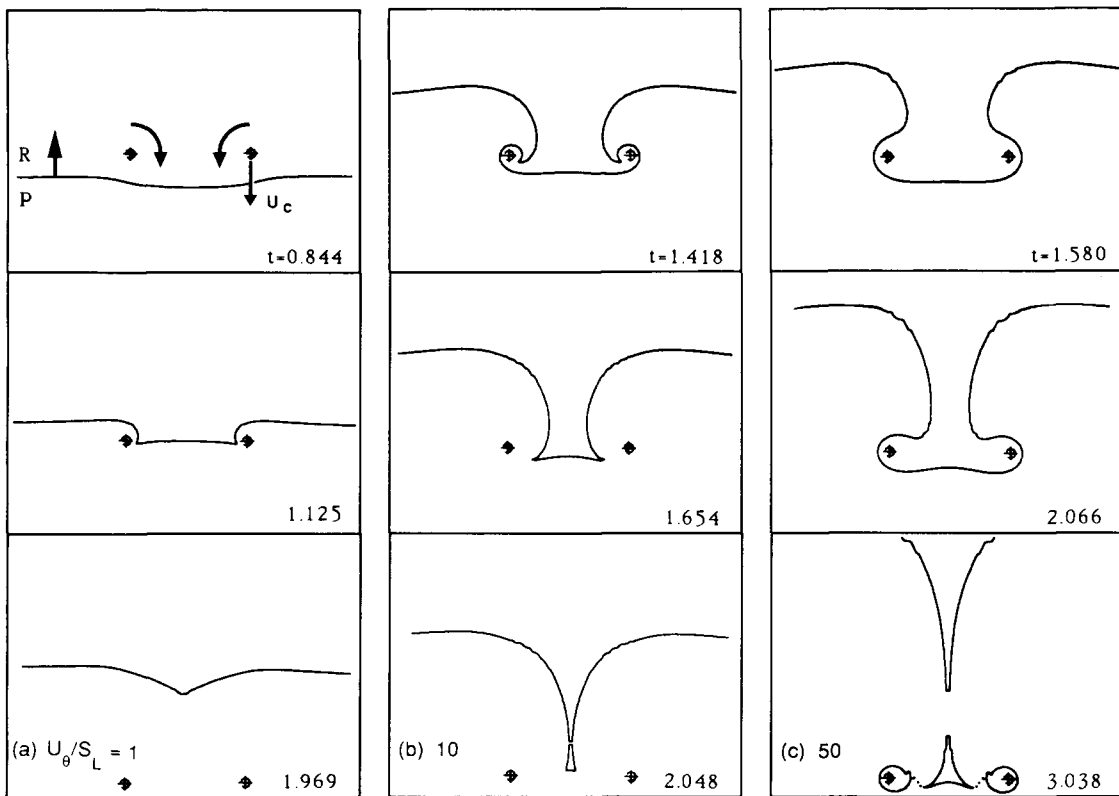 R
P
U_c
t=0.844
t=1.418
t=1.580
1.125
1.654
2.066
(a) U_θ/S_L = 1
1.969
(b) 10
2.048
(c) 50
3.038